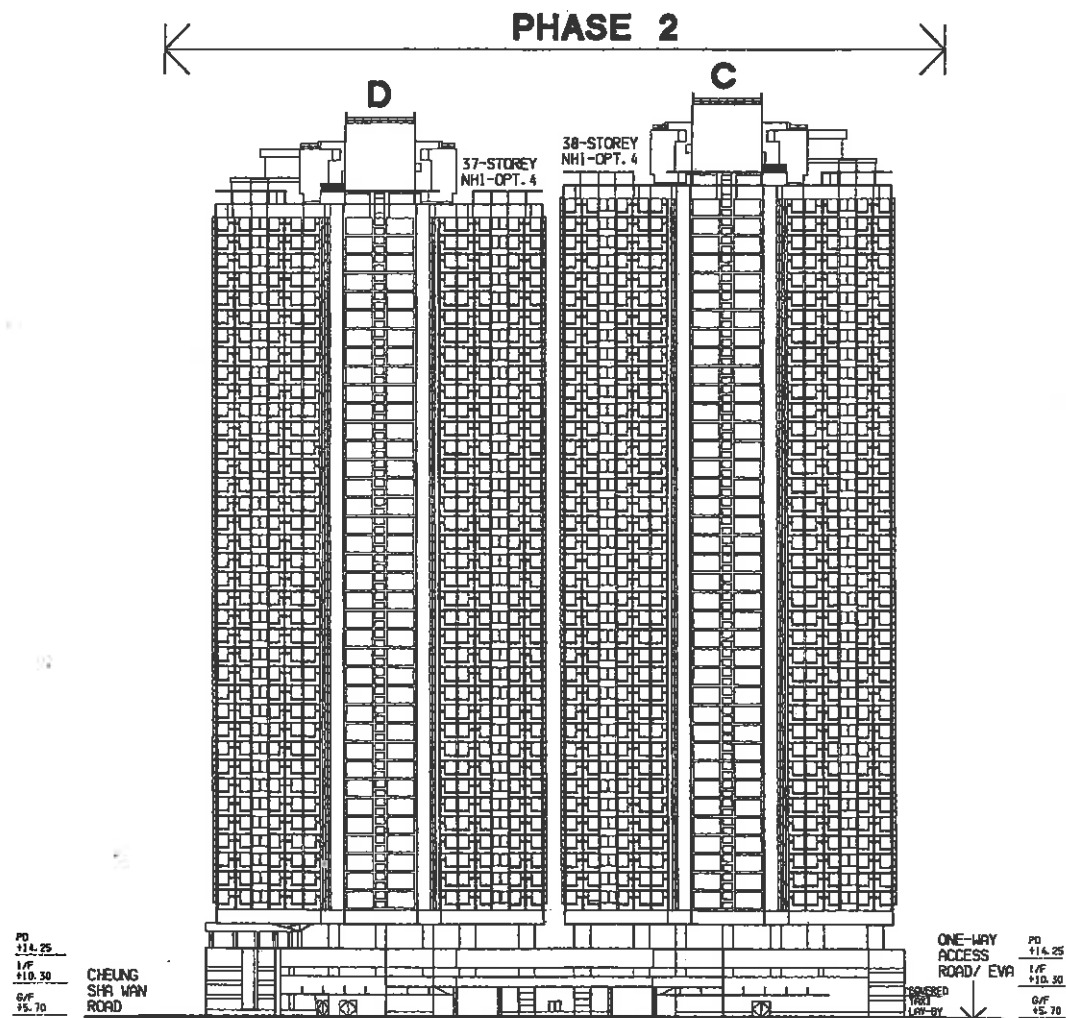 PHASE 2
D
C
37-STOREY
NH1-OPT.4
38-STOREY
NH1-OPT.4
PD
+14.25
1/F
+10.30
G/F
+5.70
CHEUNG
SHA WAN
ROAD
ONE-WAY
ACCESS
ROAD/ EVA
COVERED
TAXI
LAY-BY
PD
+14.25
1/F
+10.30
G/F
+5.70
m